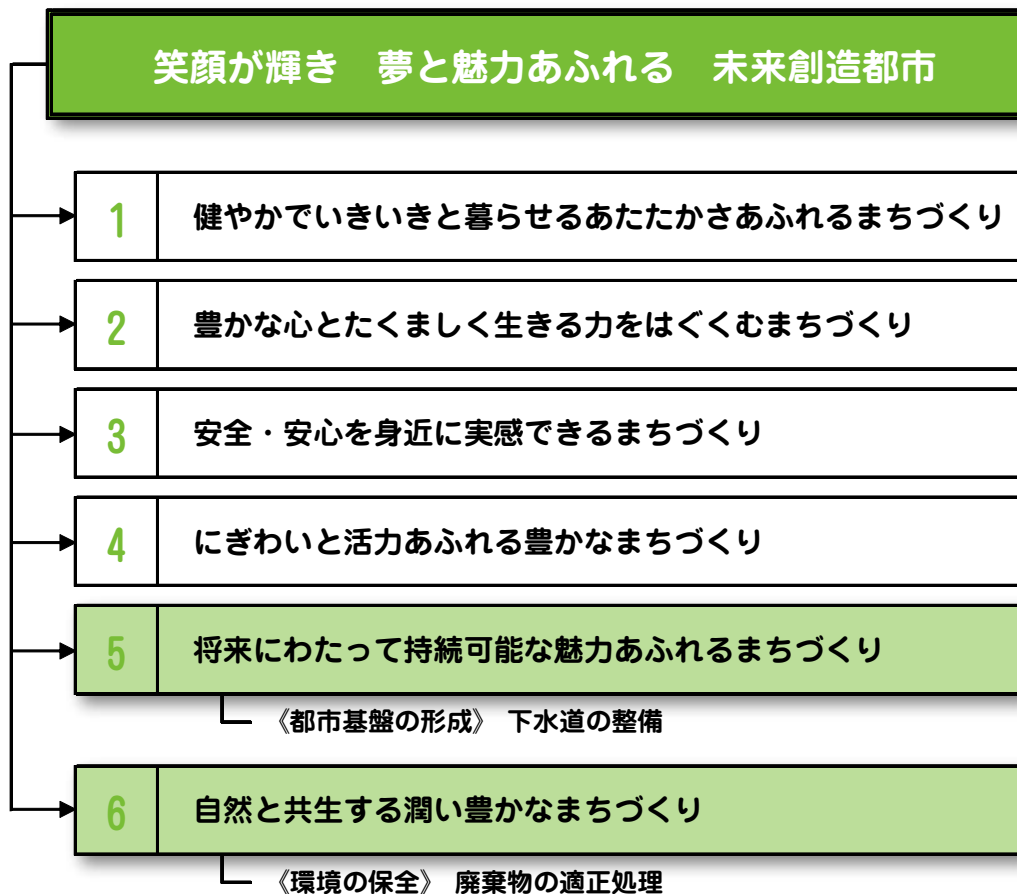 笑顔が輝き　夢と魅力あふれる　未来創造都市
1 健やかでいきいきと暮らせるあたたかさあふれるまちづくり
2 豊かな心とたくましく生きる力をはぐくむまちづくり
3 安全・安心を身近に実感できるまちづくり
4 にぎわいと活力あふれる豊かなまちづくり
5 将来にわたって持続可能な魅力あふれるまちづくり
《都市基盤の形成》 下水道の整備
6 自然と共生する潤い豊かなまちづくり
《環境の保全》 廃棄物の適正処理